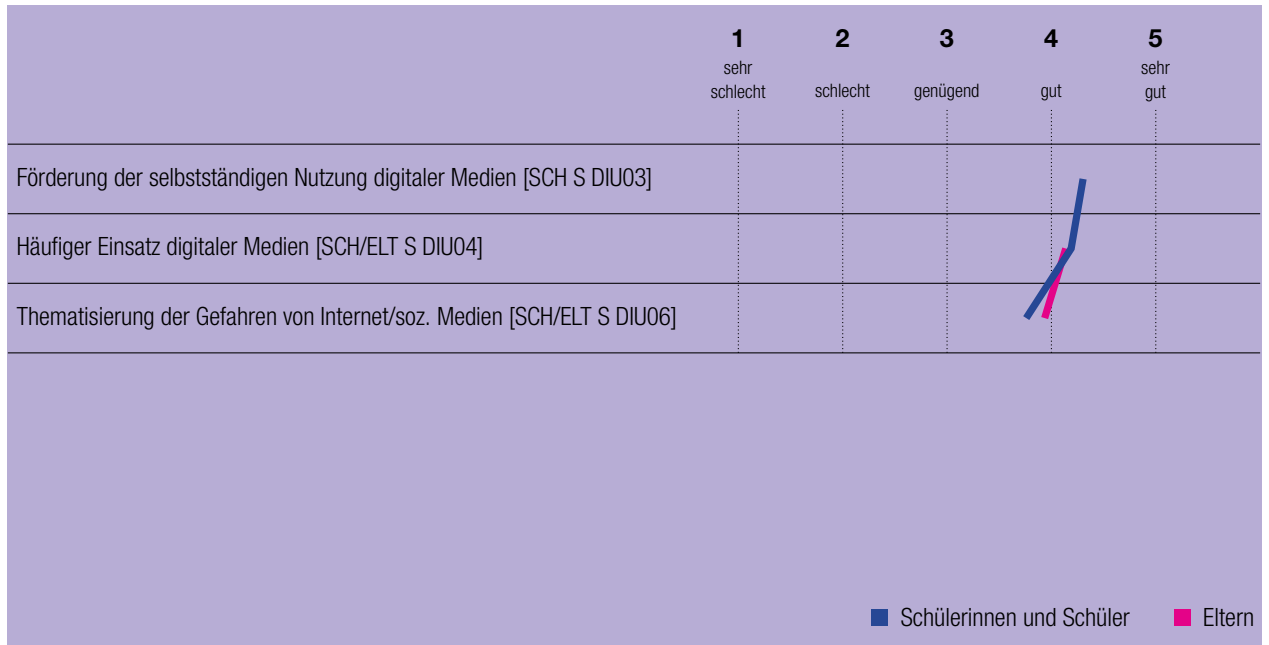 1 2 3 4 5
sehr schlecht schlecht genügend gut sehr gut
Förderung der selbstständigen Nutzung digitaler Medien [SCH S DIU03]
Häufiger Einsatz digitaler Medien [SCH/ELT S DIU04]
Thematisierung der Gefahren von Internet/soz. Medien [SCH/ELT S DIU06]
Schülerinnen und Schüler Eltern